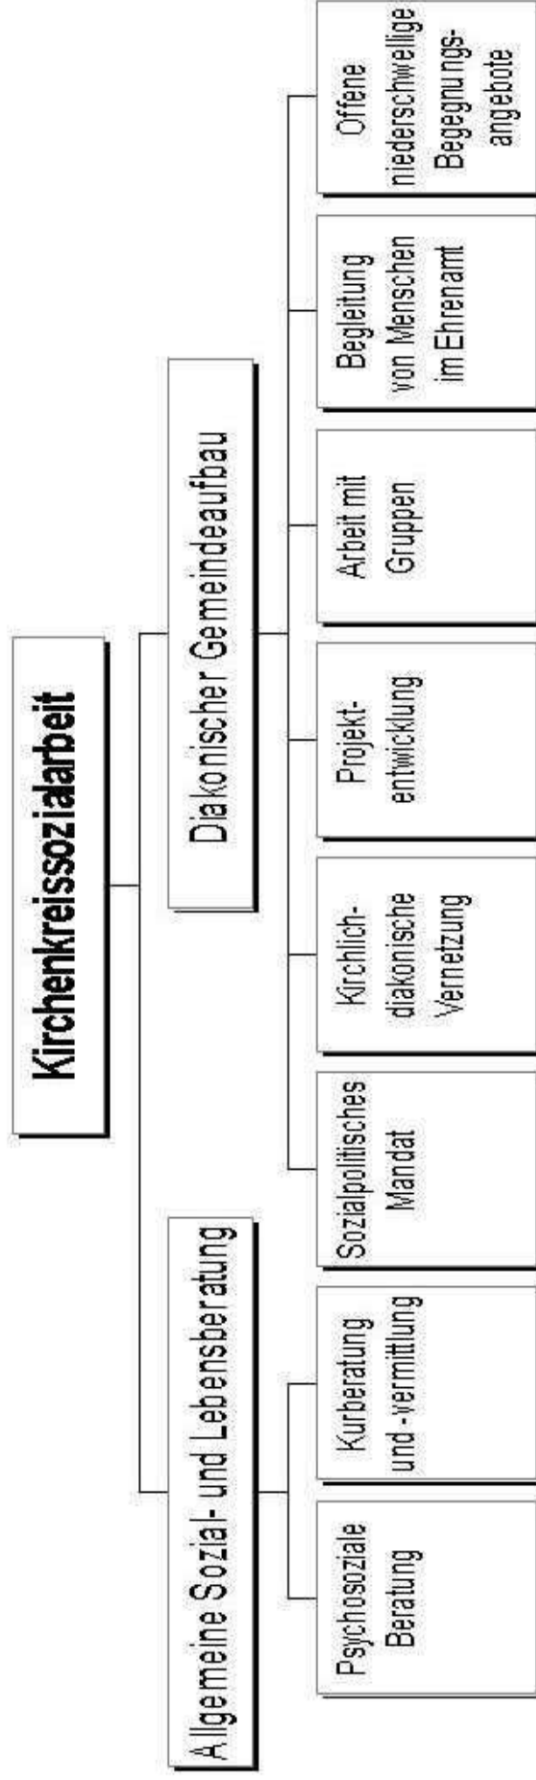 Kirchenkreissozialarbeit
Allgemeine Sozial- und Lebensberatung
Diakonischer Gemeindeaufbau
Psychosoziale
Beratung
Kurberatung
und -vermittlung
Sozialpolitisches
Mandat
Kirchlich-
diakonische
Vernetzung
Projekt-
entwicklung
Arbeit mit
Gruppen
Begleitung
von Menschen
im Ehrenamt
Offene
niederschwellige
Begegnungs-
angebote